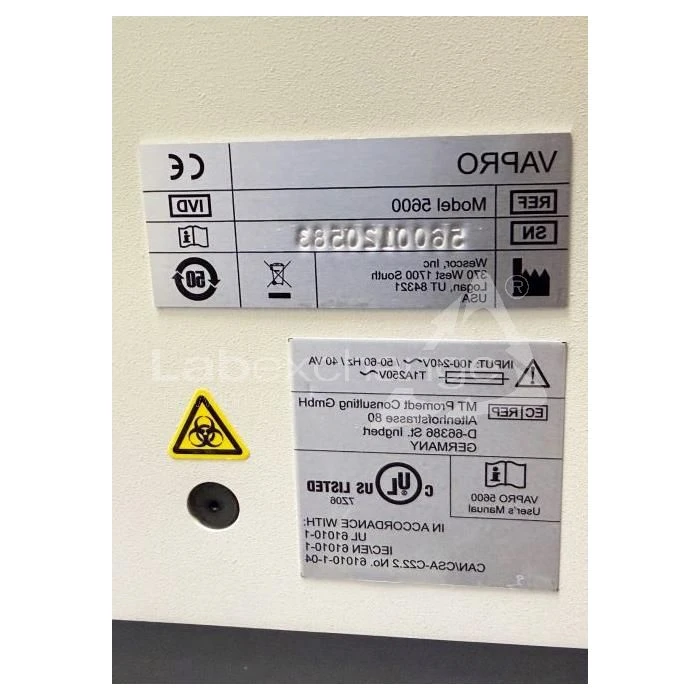 VAPRO
CE
REF Model 5600 IVD
SN 5600120583
Wescor, Inc
370 West 1700 South
Logan, UT 84321
USA
50
Labexchange
®
INPUT: 100-240V~/ 50-60 Hz / 40 VA
T1A250V~
EC REP
MT Promedt Consulting GmbH
Altenhofstrasse 80
D-66386 St. Ingbert
GERMANY
VAPRO 5600
User's Manual
C UL US LISTED
7Z06
IN ACCORDANCE WITH:
UL 61010-1
IEC/EN 61010-1
CAN/CSA-C22.2 No. 61010-1-04